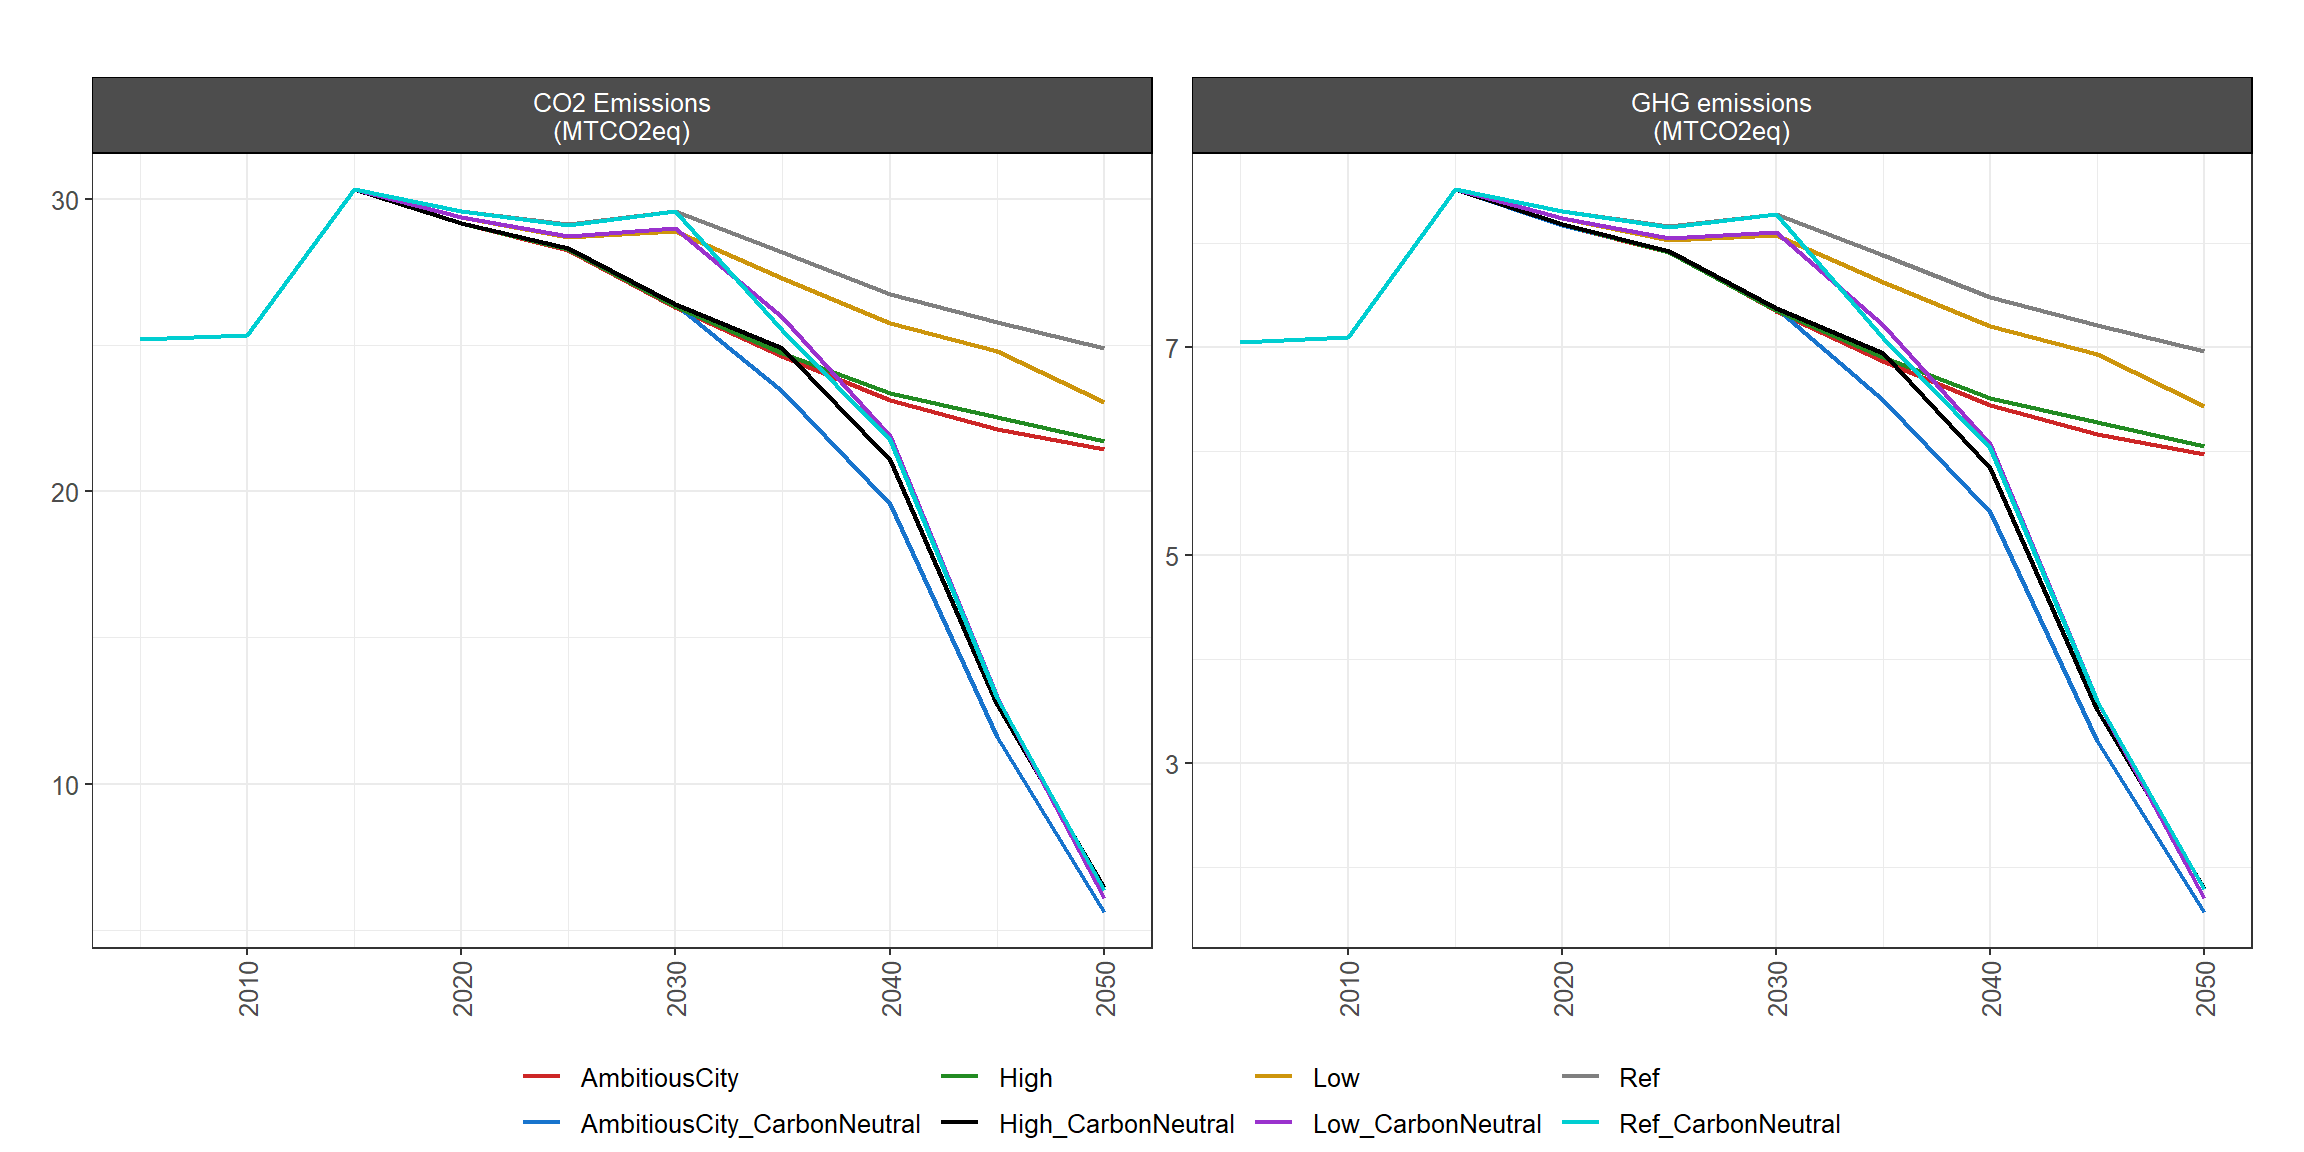 CO2 Emissions
(MTCO2eq)
GHG emissions
(MTCO2eq)
30
20
10
7
5
3
2010
2020
2030
2040
2050
2010
2020
2030
2040
2050
AmbitiousCity
High
Low
Ref
AmbitiousCity_CarbonNeutral
High_CarbonNeutral
Low_CarbonNeutral
Ref_CarbonNeutral